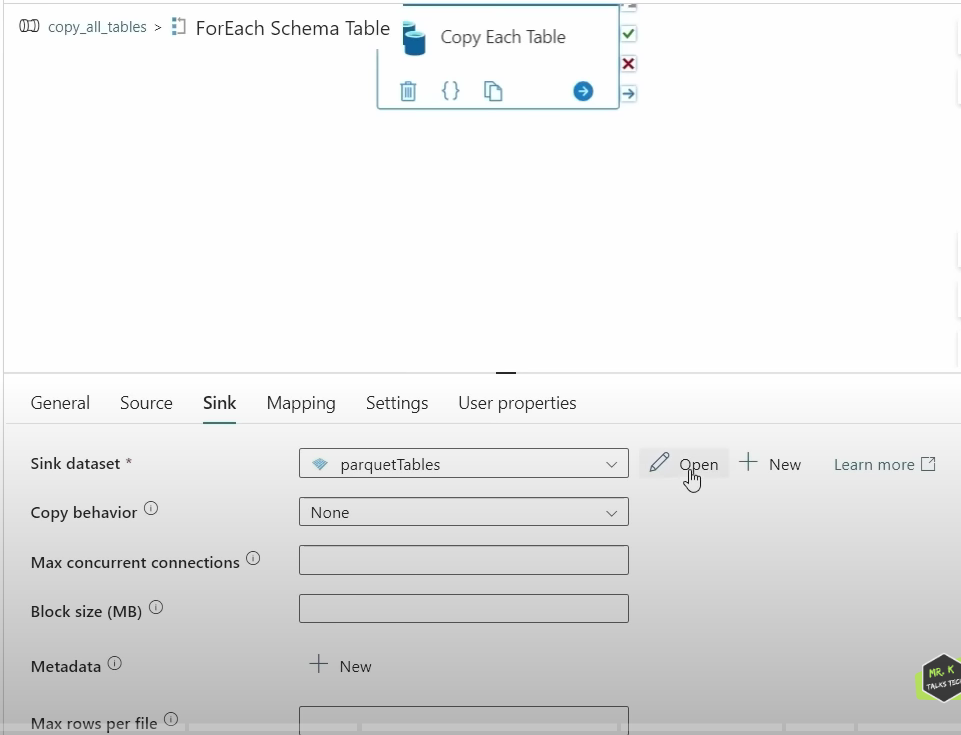 copy_all_tables > ForEach Schema Table
Copy Each Table
General Source Sink Mapping Settings User properties
Sink dataset * parquetTables Open New Learn more
Copy behavior None
Max concurrent connections
Block size (MB)
Metadata New
Max rows per file
MR. K
TALKS TECH